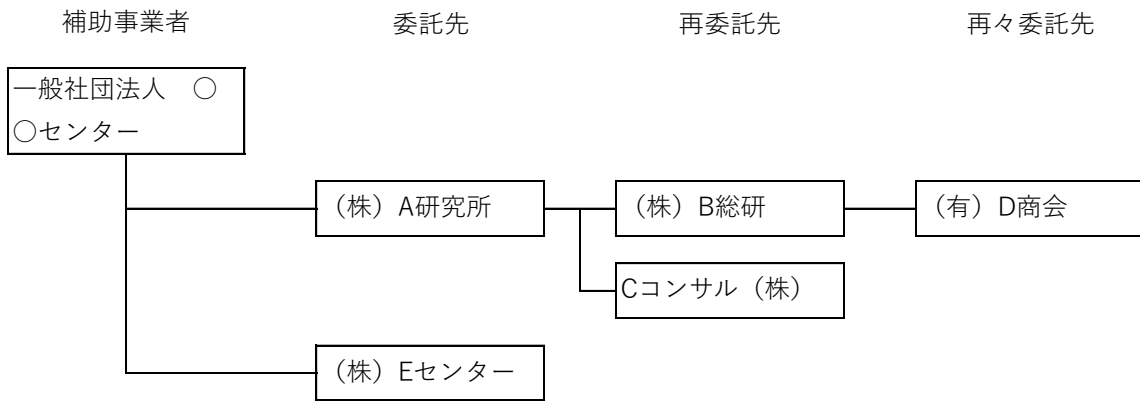 補助事業者
委託先
再委託先
再々委託先
一般社団法人　○
○センター
（株）A研究所
（株）B総研
（有）D商会
Cコンサル（株）
（株）Eセンター